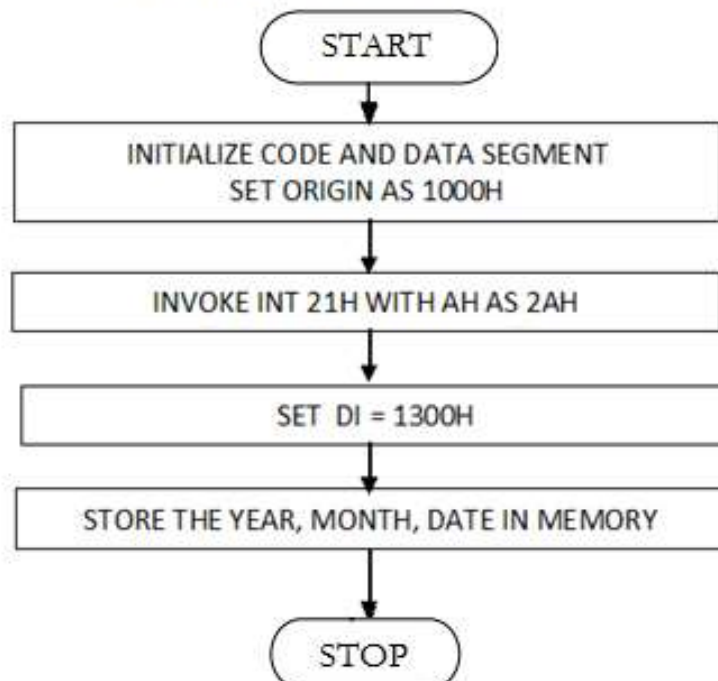 START
INITIALIZE CODE AND DATA SEGMENT
SET ORIGIN AS 1000H
INVOKE INT 21H WITH AH AS 2AH
SET DI = 1300H
STORE THE YEAR, MONTH, DATE IN MEMORY
STOP